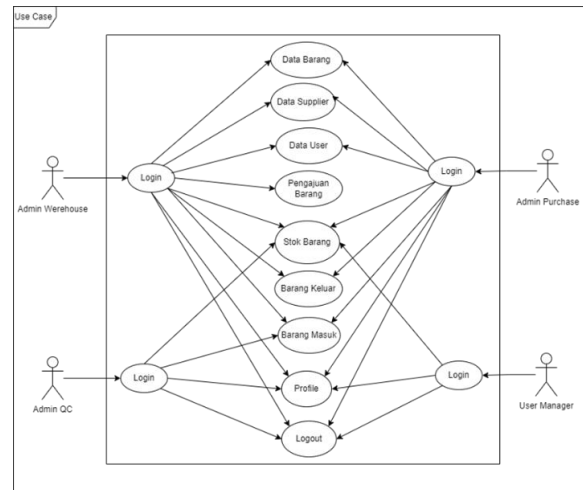 Use Case
Data Barang
Data Supplier
Data User
Login
Login
Pengajuan
Barang
Admin Werehouse
Admin Purchase
Stok Barang
Barang Keluar
Barang Masuk
Login
Login
Profile
Admin QC
User Manager
Logout